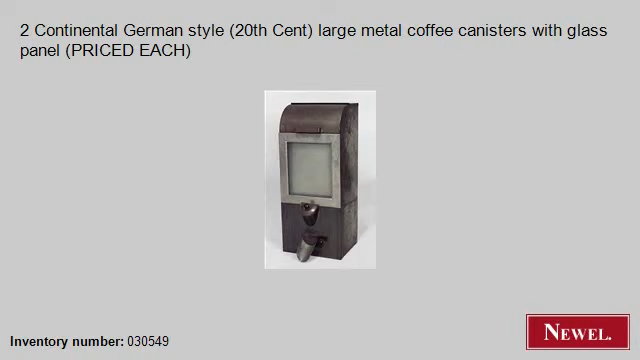 2 Continental German style (20th Cent) large metal coffee canisters with glass
panel (PRICED EACH)
Inventory number: 030549
NEWEL.